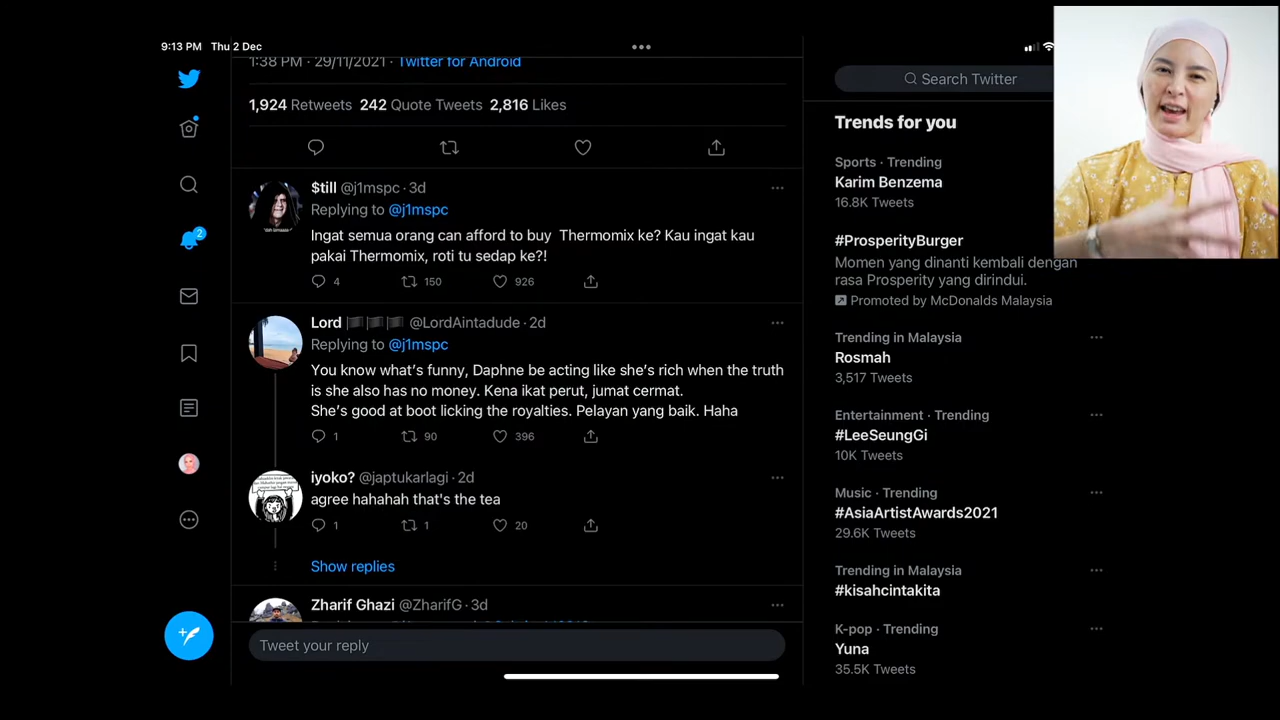 9:13 PM Thu 2 Dec
1:38 PM · 29/11/2021 · Twitter for Android
1,924 Retweets 242 Quote Tweets 2,816 Likes
$till @j1mspc · 3d
Replying to @j1mspc
Ingat semua orang can afford to buy Thermomix ke? Kau ingat kau
pakai Thermomix, roti tu sedap ke?!
4 150 926
Lord 🏴🏴🏴 @LordAintadude · 2d
Replying to @j1mspc
You know what's funny, Daphne be acting like she's rich when the truth
is she also has no money. Kena ikat perut, jumat cermat.
She's good at boot licking the royalties. Pelayan yang baik. Haha
1 90 396
iyoko? @japtukarlagi · 2d
agree hahahah that's the tea
1 1 20
Show replies
Zharif Ghazi @ZharifG · 3d
Tweet your reply
2
Search Twitter
Trends for you
Sports · Trending
Karim Benzema
16.8K Tweets
#ProsperityBurger
Momen yang dinanti kembali dengan
rasa Prosperity yang dirindui.
Promoted by McDonalds Malaysia
Trending in Malaysia
Rosmah
3,517 Tweets
Entertainment · Trending
#LeeSeungGi
10K Tweets
Music · Trending
#AsiaArtistAwards2021
29.6K Tweets
Trending in Malaysia
#kisahcintakita
K-pop · Trending
Yuna
35.5K Tweets